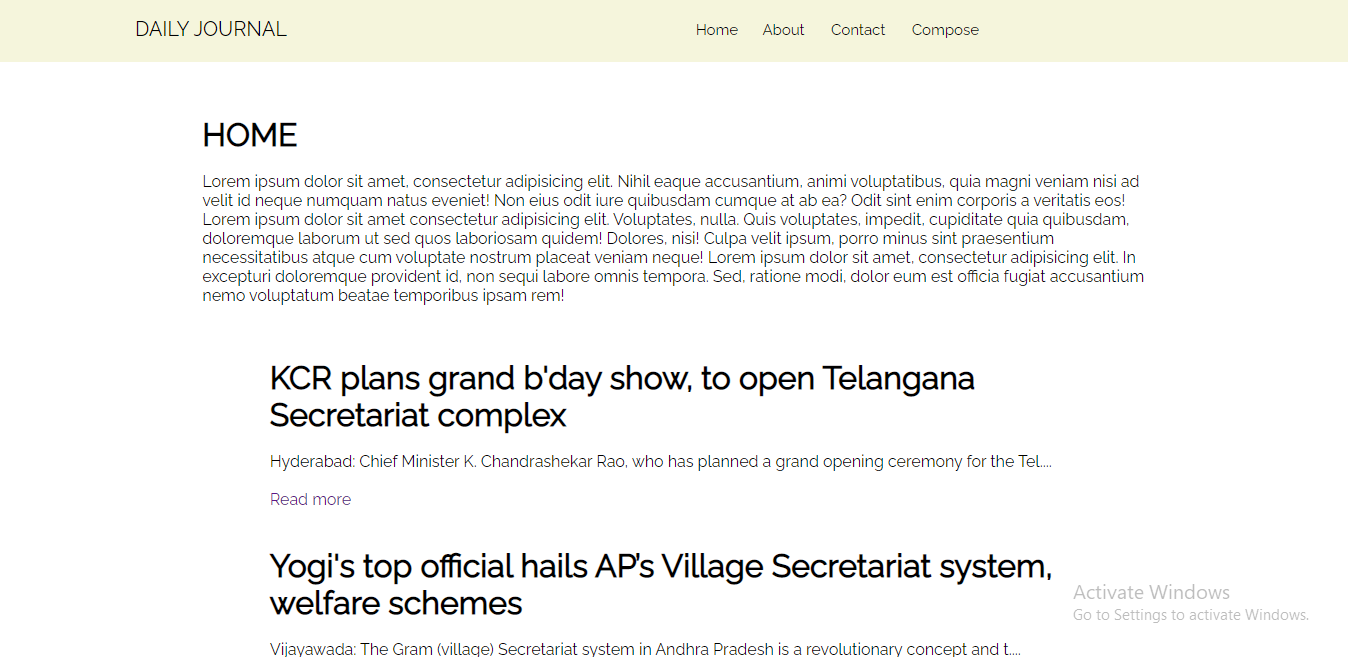 DAILY JOURNAL
Home About Contact Compose
HOME
Lorem ipsum dolor sit amet, consectetur adipisicing elit. Nihil eaque accusantium, animi voluptatibus, quia magni veniam nisi ad
velit id neque numquam natus eveniet! Non eius odit iure quibusdam cumque at ab ea? Odit sint enim corporis a veritatis eos!
Lorem ipsum dolor sit amet consectetur adipisicing elit. Voluptates, nulla. Quis voluptates, impedit, cupiditate quia quibusdam,
doloremque laborum ut sed quos laboriosam quidem! Dolores, nisi! Culpa velit ipsum, porro minus sint praesentium
necessitatibus atque cum voluptate nostrum placeat veniam neque! Lorem ipsum dolor sit amet, consectetur adipisicing elit. In
excepturi doloremque provident id, non sequi labore omnis tempora. Sed, ratione modi, dolor eum est officia fugiat accusantium
nemo voluptatum beatae temporibus ipsam rem!
KCR plans grand b'day show, to open Telangana
Secretariat complex
Hyderabad: Chief Minister K. Chandrashekar Rao, who has planned a grand opening ceremony for the Tel....
Read more
Yogi's top official hails AP’s Village Secretariat system,
welfare schemes
Vijayawada: The Gram (village) Secretariat system in Andhra Pradesh is a revolutionary concept and t....
Activate Windows
Go to Settings to activate Windows.